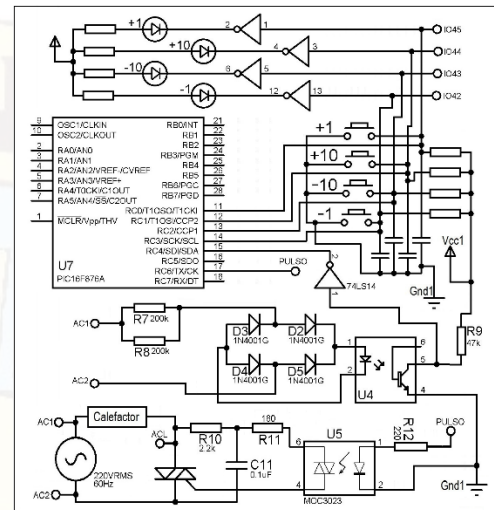 +1
2
1
IO45
+10
4
3
IO44
-10
6
5
IO43
-1
12
13
IO42
9
OSC1/CLKIN
RB0/INT
21
10
OSC2/CLKOUT
RB1
22
RB2
23
2
RA0/AN0
RB3/PGM
24
3
RA1/AN1
RB4
25
4
RA2/AN2/VREF-/CVREF
RB5
26
5
RA3/AN3/VREF+
RB6/PGC
27
6
RA4/T0CKI/C1OUT
RB7/PGD
28
7
RA5/AN4/SS/C2OUT
RC0/T1OSO/T1CKI
11
1
MCLR/Vpp/THV
RC1/T1OSI/CCP2
12
RC2/CCP1
13
RC3/SCK/SCL
14
RC4/SDI/SDA
15
RC5/SDO
16
RC6/TX/CK
17
RC7/RX/DT
18
U7
PIC16F876A
+1
+10
-10
-1
PULSO
2
1
74LS14
Vcc1
Gnd1
AC1
R7
200k
R8
200k
D3
1N4001G
D2
1N4001G
D4
1N4001G
D5
1N4001G
AC2
1
2
6
5
4
U4
R9
47k
AC1
Calefactor
ACL
R10
2.2k
180
R11
C11
0.1uF
220VRMS
60Hz
AC2
U5
6
4
1
2
MOC3023
R12
220
PULSO
Gnd1